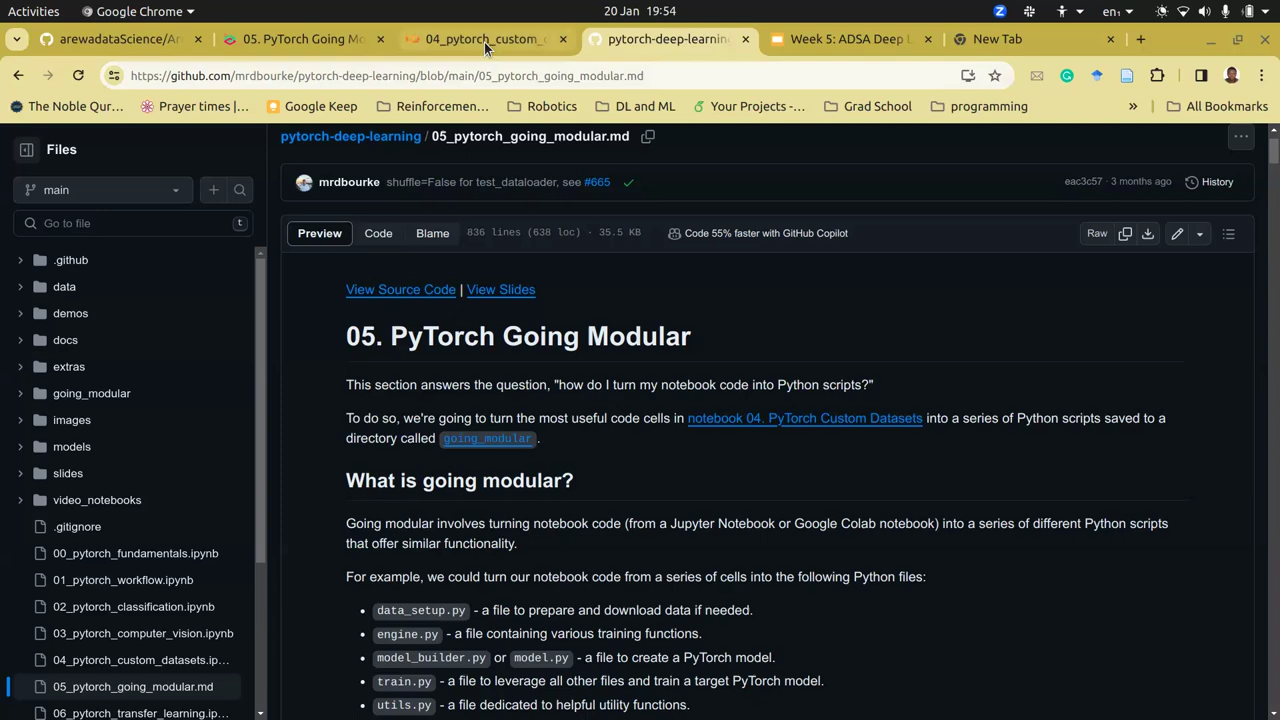 Activities
Google Chrome
20 Jan 19:54
en₁
arewadataScience/Ar
05. PyTorch Going Mo
04_pytorch_custom_
pytorch-deep-learning
Week 5: ADSA Deep L
New Tab
https://github.com/mrdbourke/pytorch-deep-learning/blob/main/05_pytorch_going_modular.md
The Noble Qur...
Prayer times |...
Google Keep
Reinforcemen...
Robotics
DL and ML
Your Projects -...
Grad School
programming
»
All Bookmarks
Files
pytorch-deep-learning / 05_pytorch_going_modular.md
main
mrdbourke shuffle=False for test_dataloader, see #665
eac3c57 · 3 months ago
History
Go to file
t
Preview
Code
Blame
836 lines (638 loc) · 35.5 KB
Code 55% faster with GitHub Copilot
Raw
.github
data
demos
docs
extras
going_modular
images
models
slides
video_notebooks
.gitignore
00_pytorch_fundamentals.ipynb
01_pytorch_workflow.ipynb
02_pytorch_classification.ipynb
03_pytorch_computer_vision.ipynb
04_pytorch_custom_datasets.ip...
05_pytorch_going_modular.md
06_pytorch_transfer_learning.ip...
View Source Code | View Slides
05. PyTorch Going Modular
This section answers the question, "how do I turn my notebook code into Python scripts?"
To do so, we're going to turn the most useful code cells in notebook 04. PyTorch Custom Datasets into a series of Python scripts saved to a
directory called going_modular.
What is going modular?
Going modular involves turning notebook code (from a Jupyter Notebook or Google Colab notebook) into a series of different Python scripts
that offer similar functionality.
For example, we could turn our notebook code from a series of cells into the following Python files:
• data_setup.py - a file to prepare and download data if needed.
• engine.py - a file containing various training functions.
• model_builder.py or model.py - a file to create a PyTorch model.
• train.py - a file to leverage all other files and train a target PyTorch model.
• utils.py - a file dedicated to helpful utility functions.